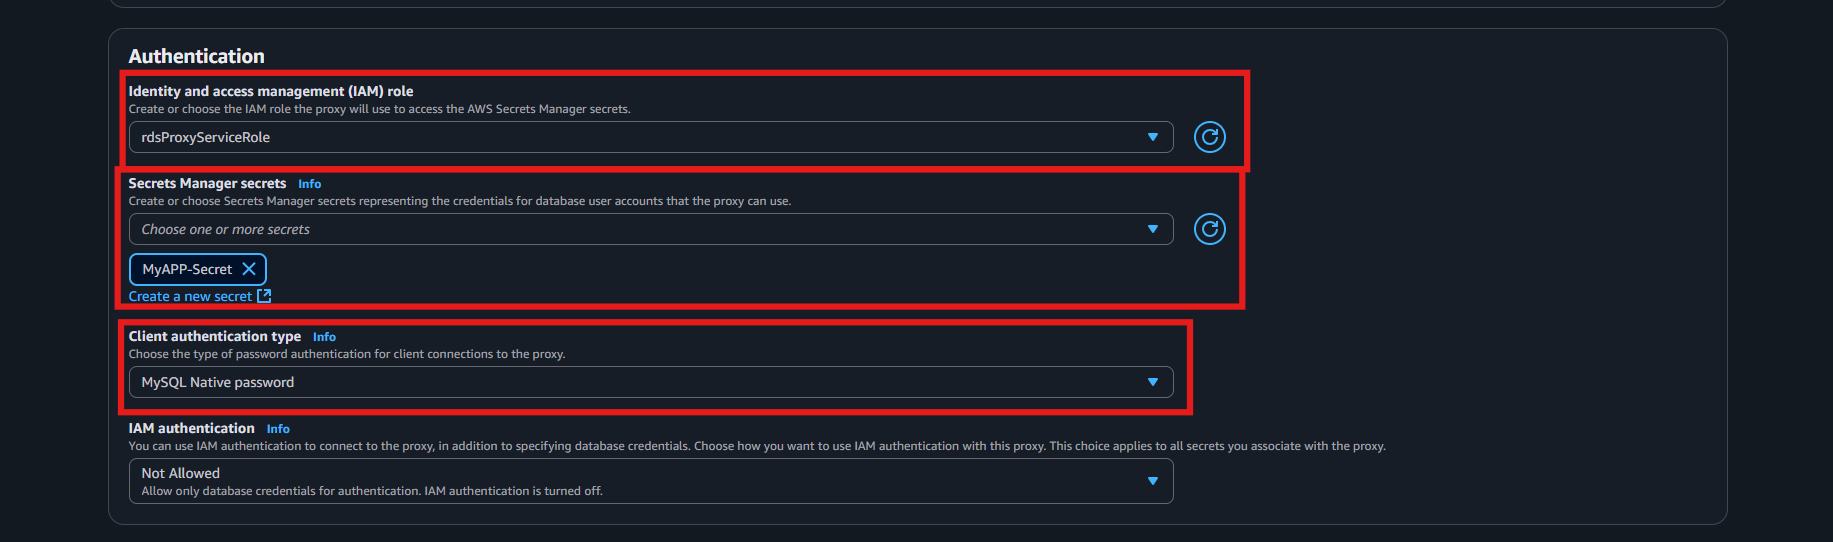 Authentication
Identity and access management (IAM) role
Create or choose the IAM role the proxy will use to access the AWS Secrets Manager secrets.
rdsProxyServiceRole
Secrets Manager secrets Info
Create or choose Secrets Manager secrets representing the credentials for database user accounts that the proxy can use.
Choose one or more secrets
MyAPP-Secret
Create a new secret
Client authentication type Info
Choose the type of password authentication for client connections to the proxy.
MySQL Native password
IAM authentication Info
You can use IAM authentication to connect to the proxy, in addition to specifying database credentials. Choose how you want to use IAM authentication with this proxy. This choice applies to all secrets you associate with the proxy.
Not Allowed
Allow only database credentials for authentication. IAM authentication is turned off.